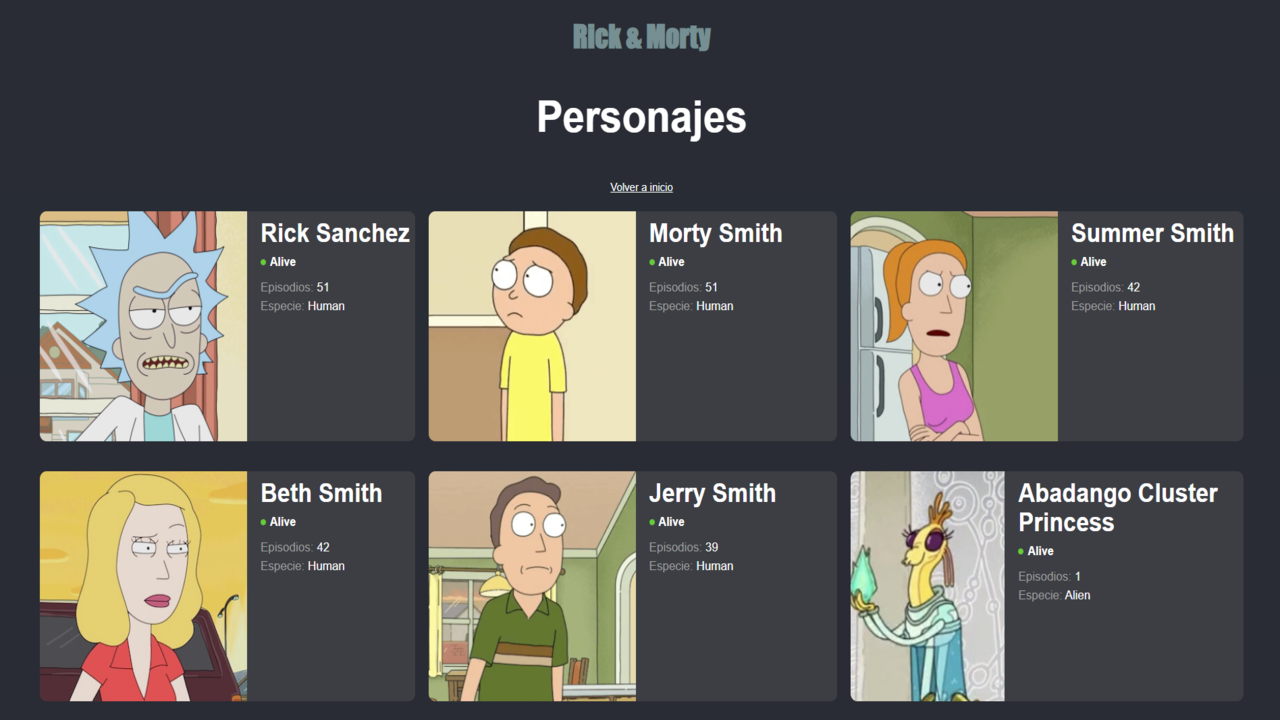 Rick & Morty
Personajes
Volver a inicio
Rick Sanchez
Alive
Episodios: 51
Especie: Human
Morty Smith
Alive
Episodios: 51
Especie: Human
Summer Smith
Alive
Episodios: 42
Especie: Human
Beth Smith
Alive
Episodios: 42
Especie: Human
Jerry Smith
Alive
Episodios: 39
Especie: Human
Abadango Cluster
Princess
Alive
Episodios: 1
Especie: Alien